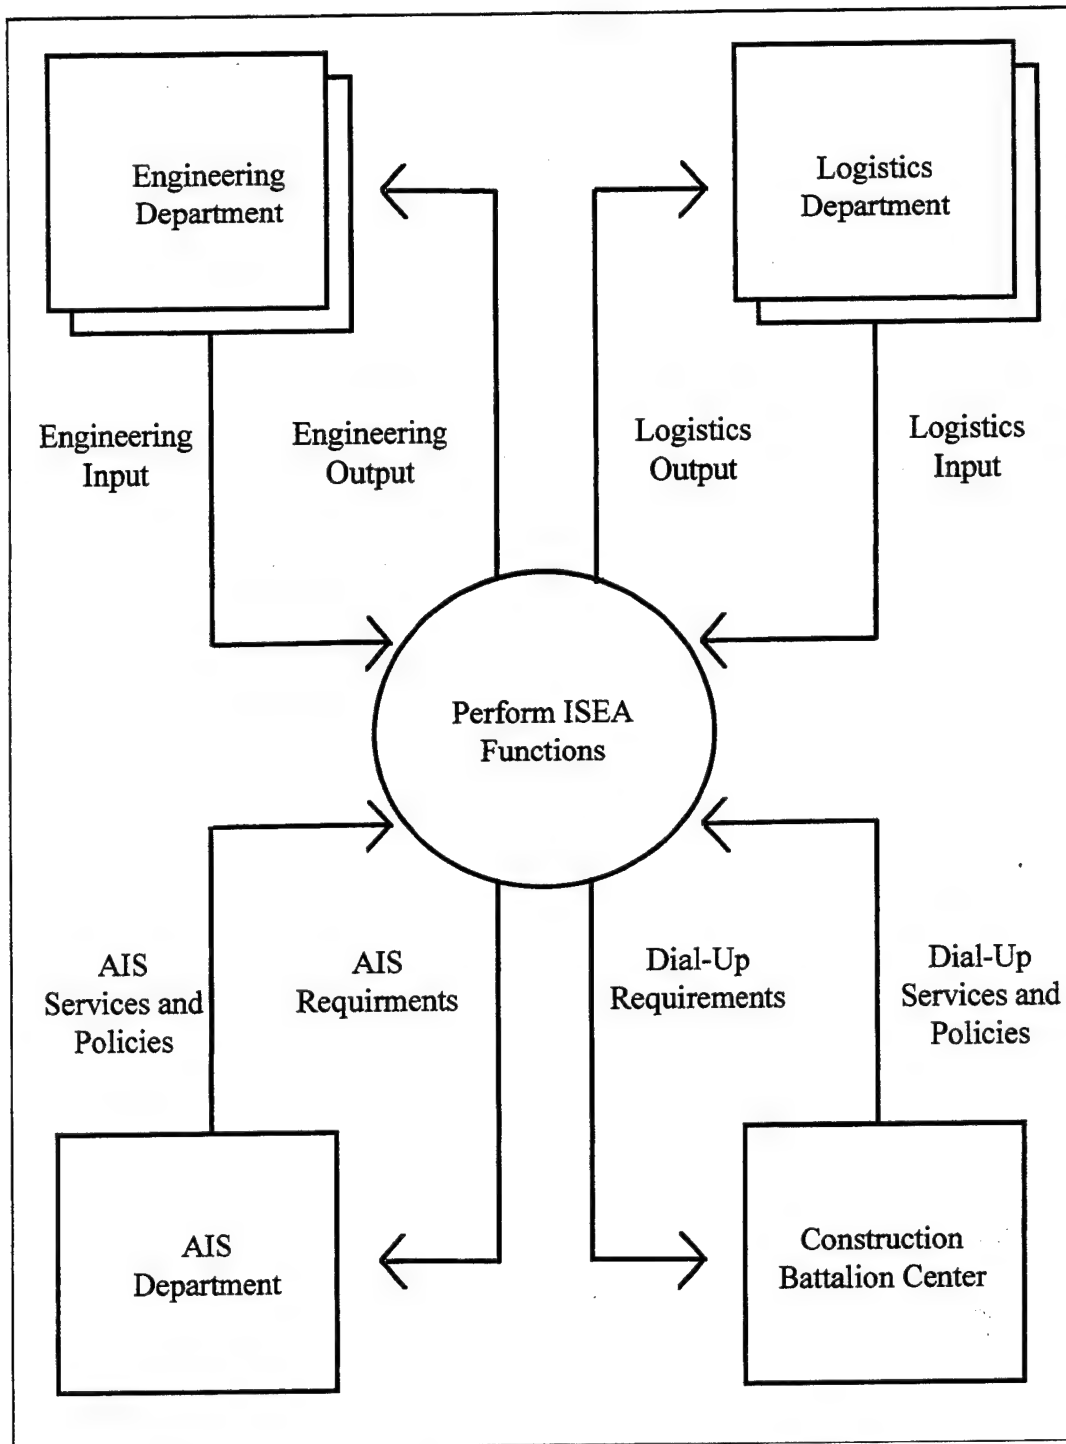 Engineering
Department
Logistics
Department
Engineering
Input
Engineering
Output
Logistics
Output
Logistics
Input
Perform ISEA
Functions
AIS
Services and
Policies
AIS
Requirments
Dial-Up
Requirements
Dial-Up
Services and
Policies
AIS
Department
Construction
Battalion Center